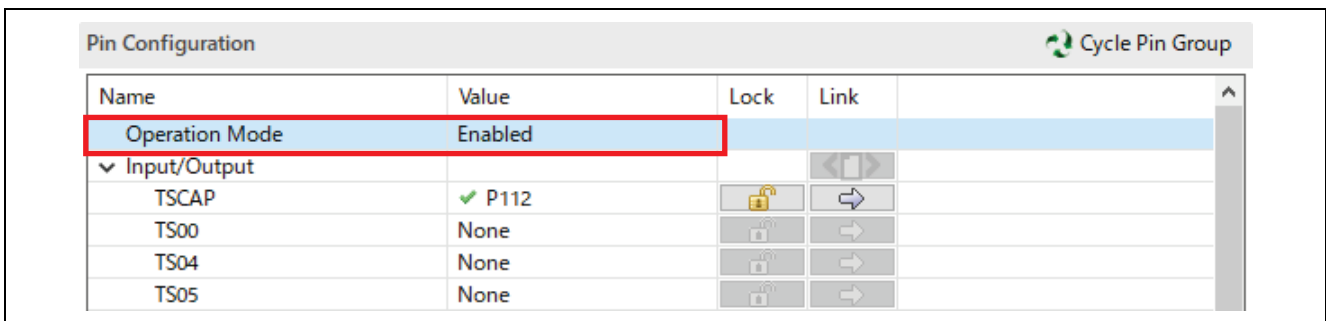 Pin Configuration Cycle Pin Group
Name Value Lock Link
Operation Mode Enabled
Input/Output
TSCAP P112
TS00 None
TS04 None
TS05 None